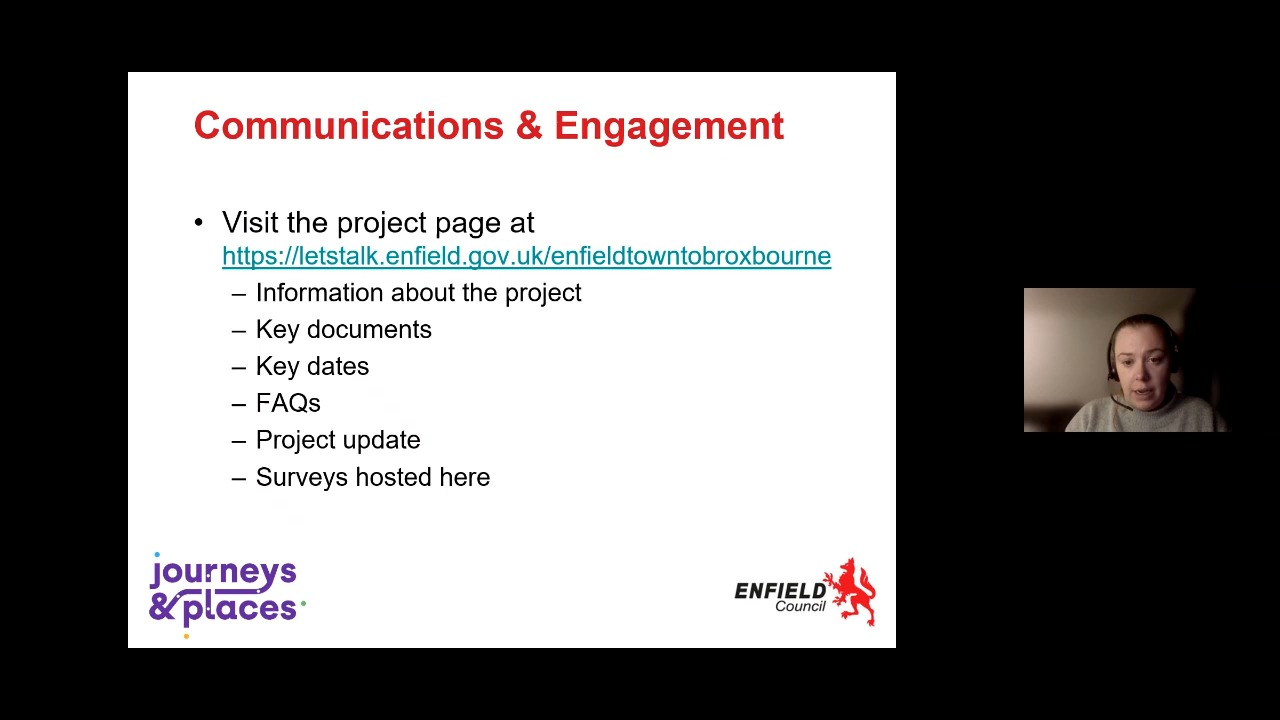 Communications & Engagement
• Visit the project page at
https://letstalk.enfield.gov.uk/enfieldtowntobroxbourne
– Information about the project
– Key documents
– Key dates
– FAQs
– Project update
– Surveys hosted here
journeys
&places
ENFIELD
Council